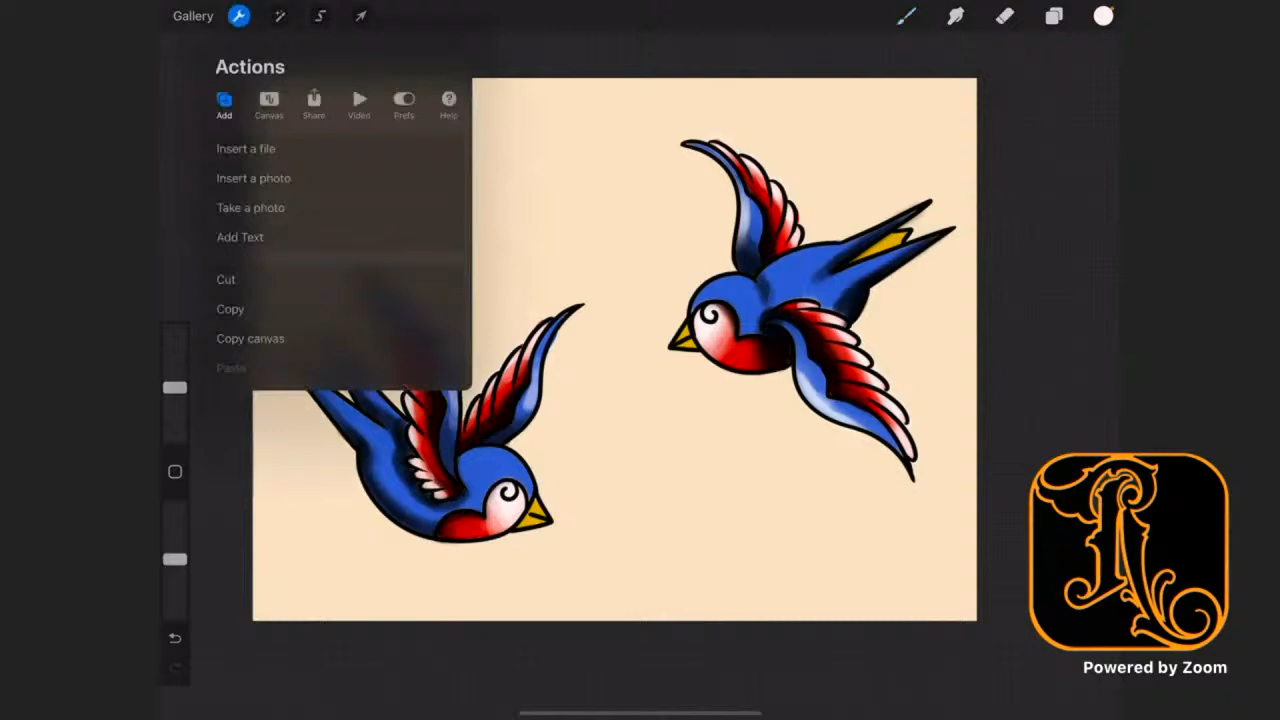 Gallery
Actions
Add Canvas Share Video Prefs Help
Insert a file
Insert a photo
Take a photo
Add Text
Cut
Copy
Copy canvas
Paste
Powered by Zoom